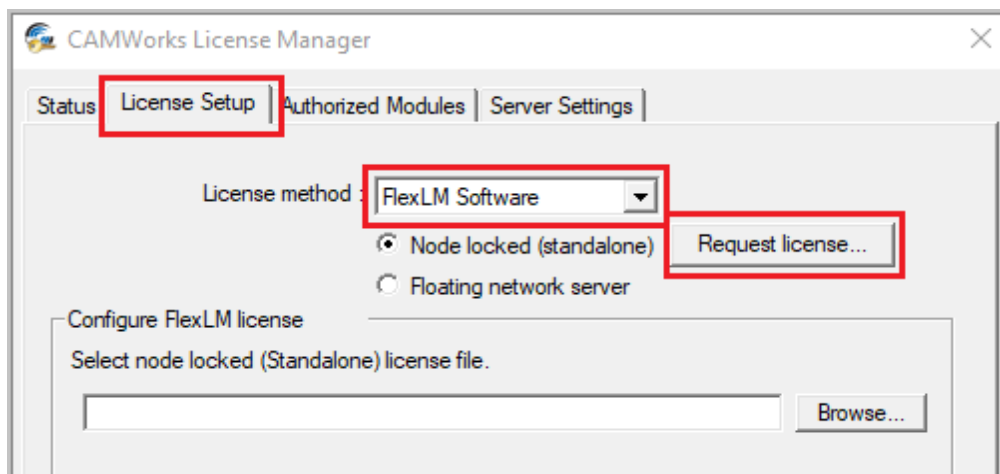 CAMWorks License Manager
Status License Setup Authorized Modules Server Settings
License method : FlexLM Software
Node locked (standalone) Request license...
Floating network server
Configure FlexLM license
Select node locked (Standalone) license file.
Browse...